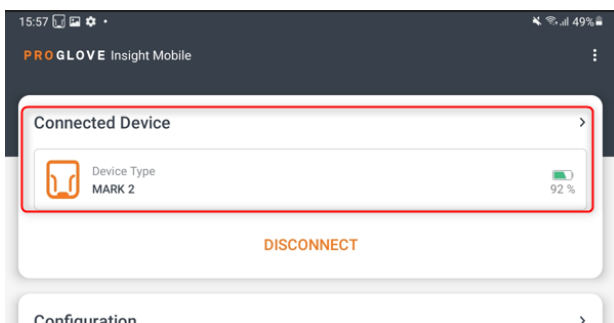 15:57 49%
PROGLOVE Insight Mobile
Connected Device
Device Type
MARK 2
92 %
DISCONNECT
Configuration